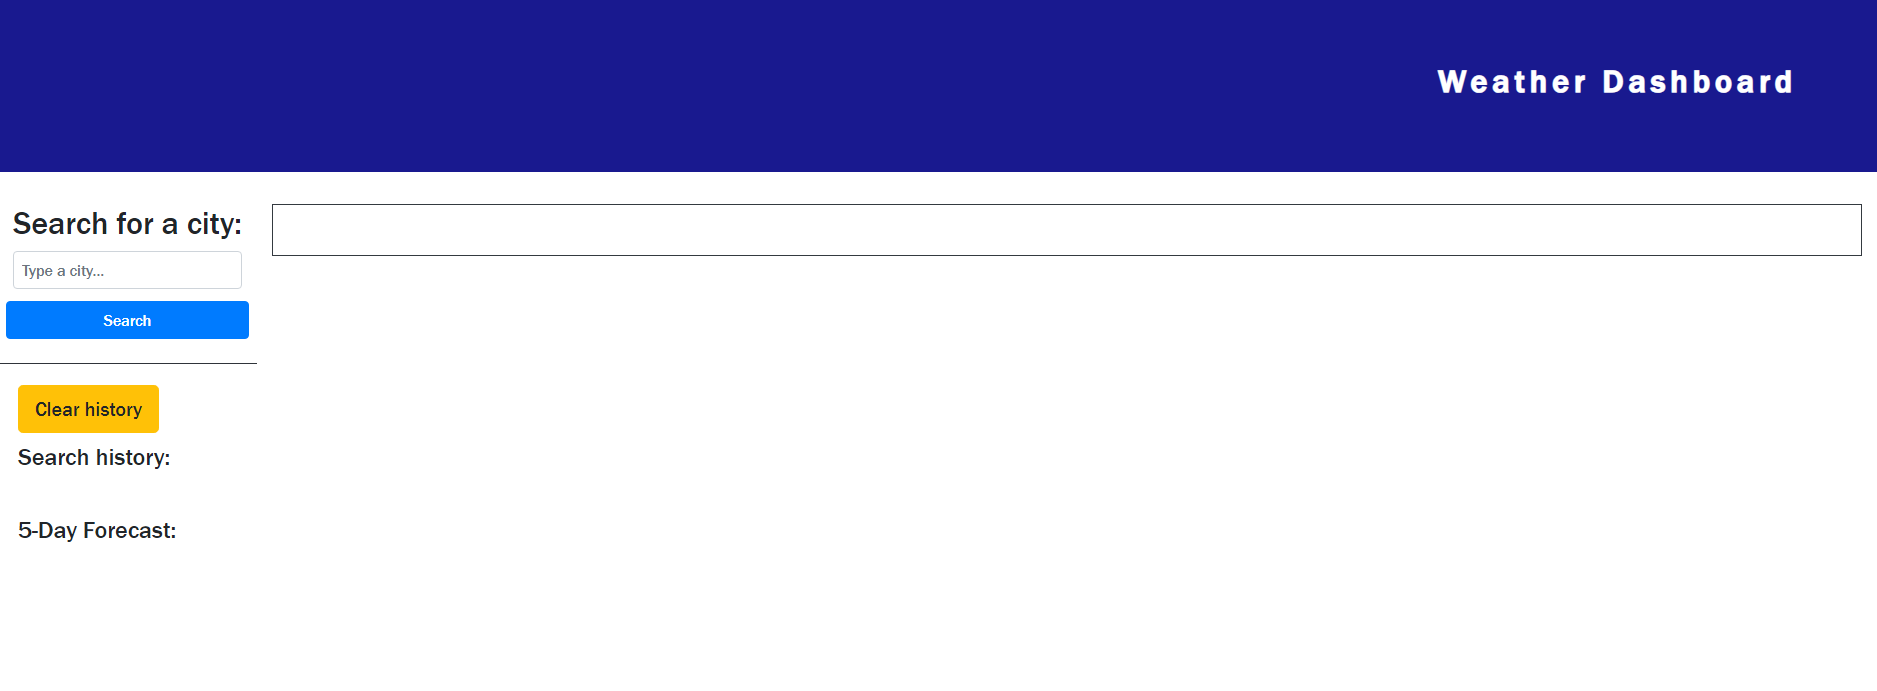 Weather Dashboard
Search for a city:
Type a city...
Search
Clear history
Search history:
5-Day Forecast: